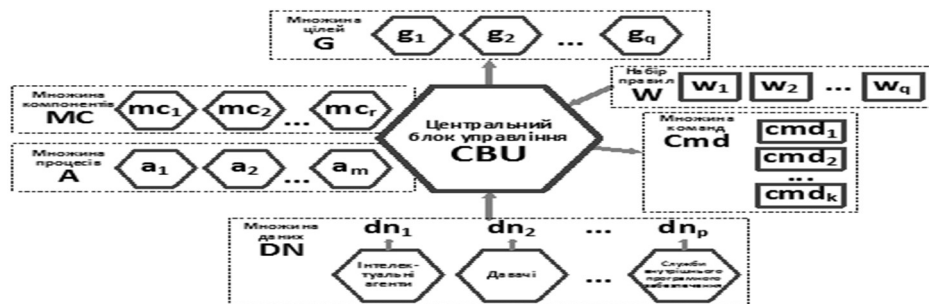 Множина
цілей
G
g1 g2 ... gq
Множина
компонентів
MC
mc1 mc2 ... mcr
Множина
процесів
A
a1 a2 ... am
Центральний
блок управління
CBU
Набір
правил
W
w1 w2 ... wq
Множина
команд
Cmd
cmd1
cmd2
...
cmdk
Множина
даних
DN
dn1 dn2 ... dnp
Інтелек-
туальні
агенти
Давачі
...
Служби
внутрішнього
програмного
забезпечення